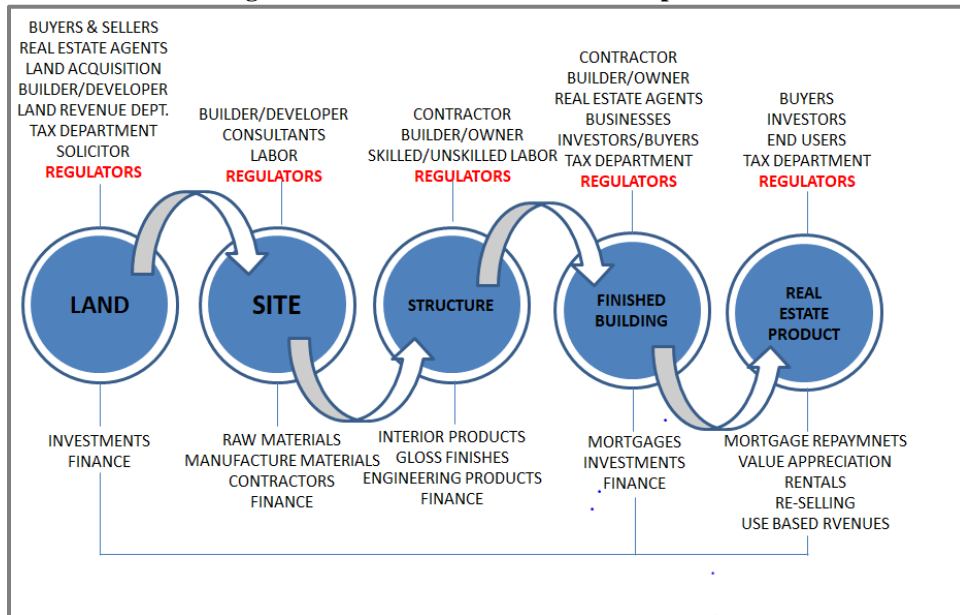 BUYERS & SELLERS
REAL ESTATE AGENTS
LAND ACQUISITION
BUILDER/DEVELOPER
LAND REVENUE DEPT.
TAX DEPARTMENT
SOLICITOR
REGULATORS
BUILDER/DEVELOPER
CONSULTANTS
LABOR
REGULATORS
CONTRACTOR
BUILDER/OWNER
SKILLED/UNSKILLED LABOR
REGULATORS
CONTRACTOR
BUILDER/OWNER
REAL ESTATE AGENTS
BUSINESSES
INVESTORS/BUYERS
TAX DEPARTMENT
REGULATORS
BUYERS
INVESTORS
END USERS
TAX DEPARTMENT
REGULATORS
LAND
SITE
STRUCTURE
FINISHED
BUILDING
REAL
ESTATE
PRODUCT
INVESTMENTS
FINANCE
RAW MATERIALS
MANUFACTURE MATERIALS
CONTRACTORS
FINANCE
INTERIOR PRODUCTS
GLOSS FINISHES
ENGINEERING PRODUCTS
FINANCE
MORTGAGES
INVESTMENTS
FINANCE
MORTGAGE REPAYMNETS
VALUE APPRECIATION
RENTALS
RE-SELLING
USE BASED RVENUES